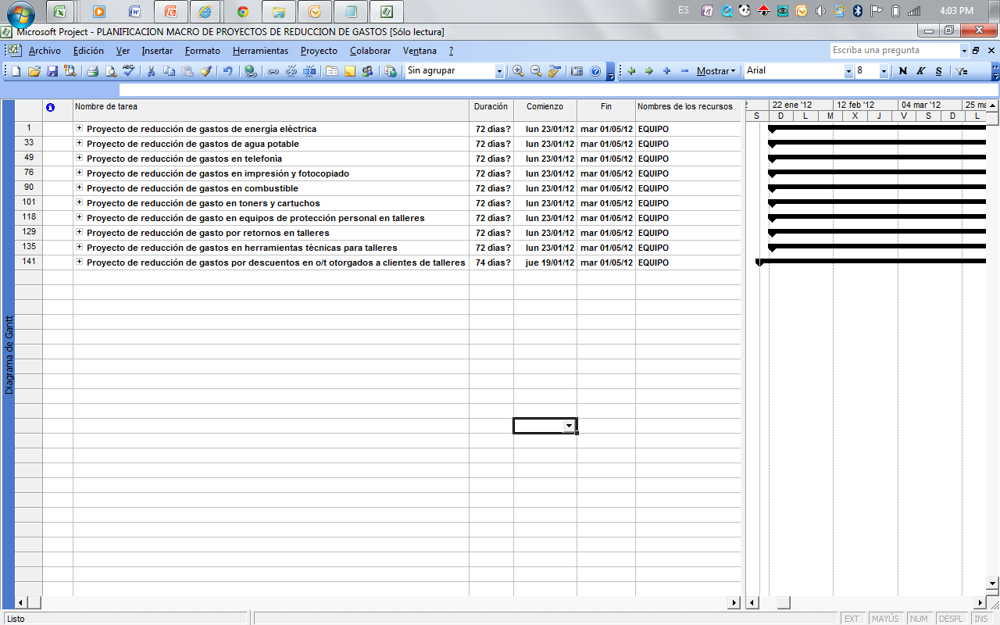 ES 4:03 PM
Microsoft Project - PLANIFICACION MACRO DE PROYECTOS DE REDUCCION DE GASTOS [Sólo lectura]
Archivo Edición Ver Insertar Formato Herramientas Proyecto Colaborar Ventana ? Escriba una pregunta
Sin agrupar Mostrar Arial 8 N K S
Nombre de tarea Duración Comienzo Fin Nombres de los recursos 22 ene '12 12 feb '12 04 mar '12
S D L M X J V S D L
1 Proyecto de reducción de gastos de energía eléctrica 72 días? lun 23/01/12 mar 01/05/12 EQUIPO
33 Proyecto de reducción de gastos de agua potable 72 días? lun 23/01/12 mar 01/05/12 EQUIPO
49 Proyecto de reducción de gastos en telefonía 72 días? lun 23/01/12 mar 01/05/12 EQUIPO
76 Proyecto de reducción de gastos en impresión y fotocopiado 72 días? lun 23/01/12 mar 01/05/12 EQUIPO
90 Proyecto de reducción de gastos en combustible 72 días? lun 23/01/12 mar 01/05/12 EQUIPO
101 Proyecto de reducción de gasto en toners y cartuchos 72 días? lun 23/01/12 mar 01/05/12 EQUIPO
118 Proyecto de reducción de gasto en equipos de protección personal en talleres 72 días? lun 23/01/12 mar 01/05/12 EQUIPO
129 Proyecto de reducción de gasto por retornos en talleres 72 días? lun 23/01/12 mar 01/05/12 EQUIPO
135 Proyecto de reducción de gastos en herramientas técnicas para talleres 72 días? lun 23/01/12 mar 01/05/12 EQUIPO
141 Proyecto de reducción de gastos por descuentos en o/t otorgados a clientes de talleres 74 días? jue 19/01/12 mar 01/05/12 EQUIPO
Diagrama de Gantt
Listo EXT MAYÚS NUM DESPL INS